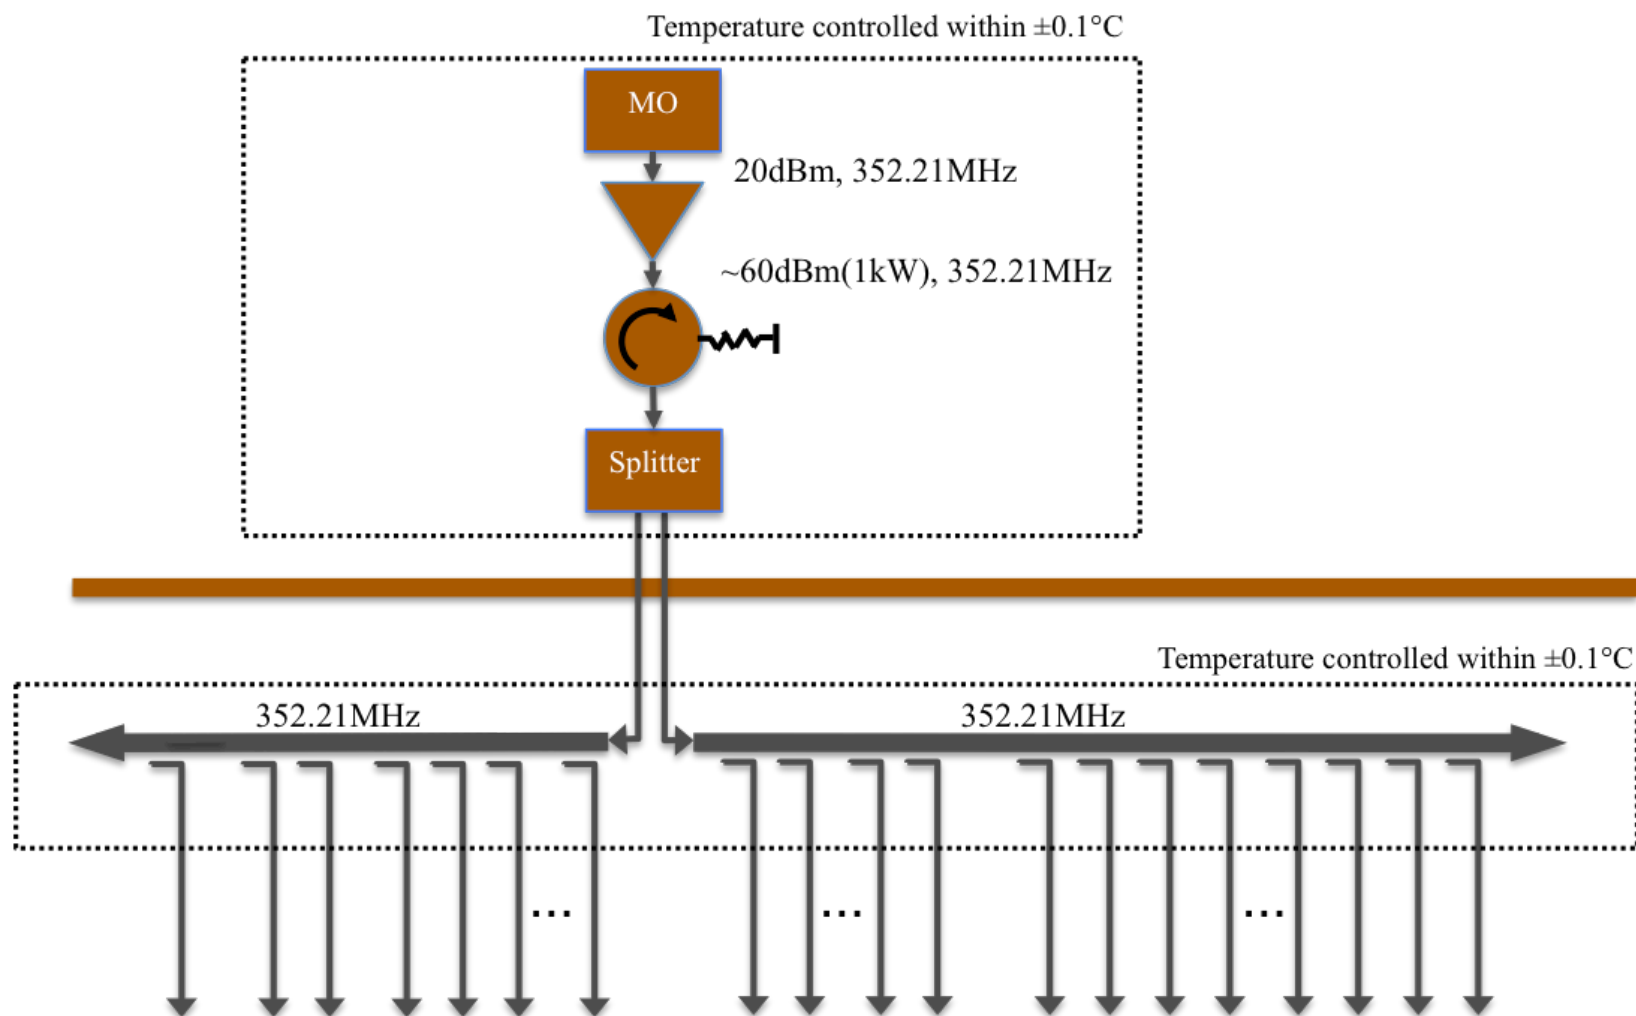 Temperature controlled within ±0.1°C
MO
20dBm, 352.21MHz
~60dBm(1kW), 352.21MHz
Splitter
Temperature controlled within ±0.1°C
352.21MHz
352.21MHz
...
...
...